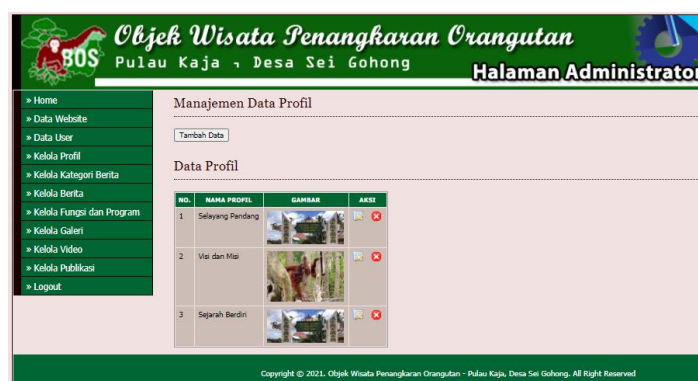 BOS
Objek Wisata Penangkaran Orangutan
Pulau Kaja , Desa Sei Gohong
Halaman Administrator
» Home
» Data Website
» Data User
» Kelola Profil
» Kelola Kategori Berita
» Kelola Berita
» Kelola Fungsi dan Program
» Kelola Galeri
» Kelola Video
» Kelola Publikasi
» Logout
Manajemen Data Profil
Tambah Data
Data Profil
NO. NAMA PROFIL GAMBAR AKSI
1 Selayang Pandang
2 Visi dan Misi
3 Sejarah Berdiri
Copyright © 2021. Objek Wisata Penangkaran Orangutan - Pulau Kaja, Desa Sei Gohong. All Right Reserved